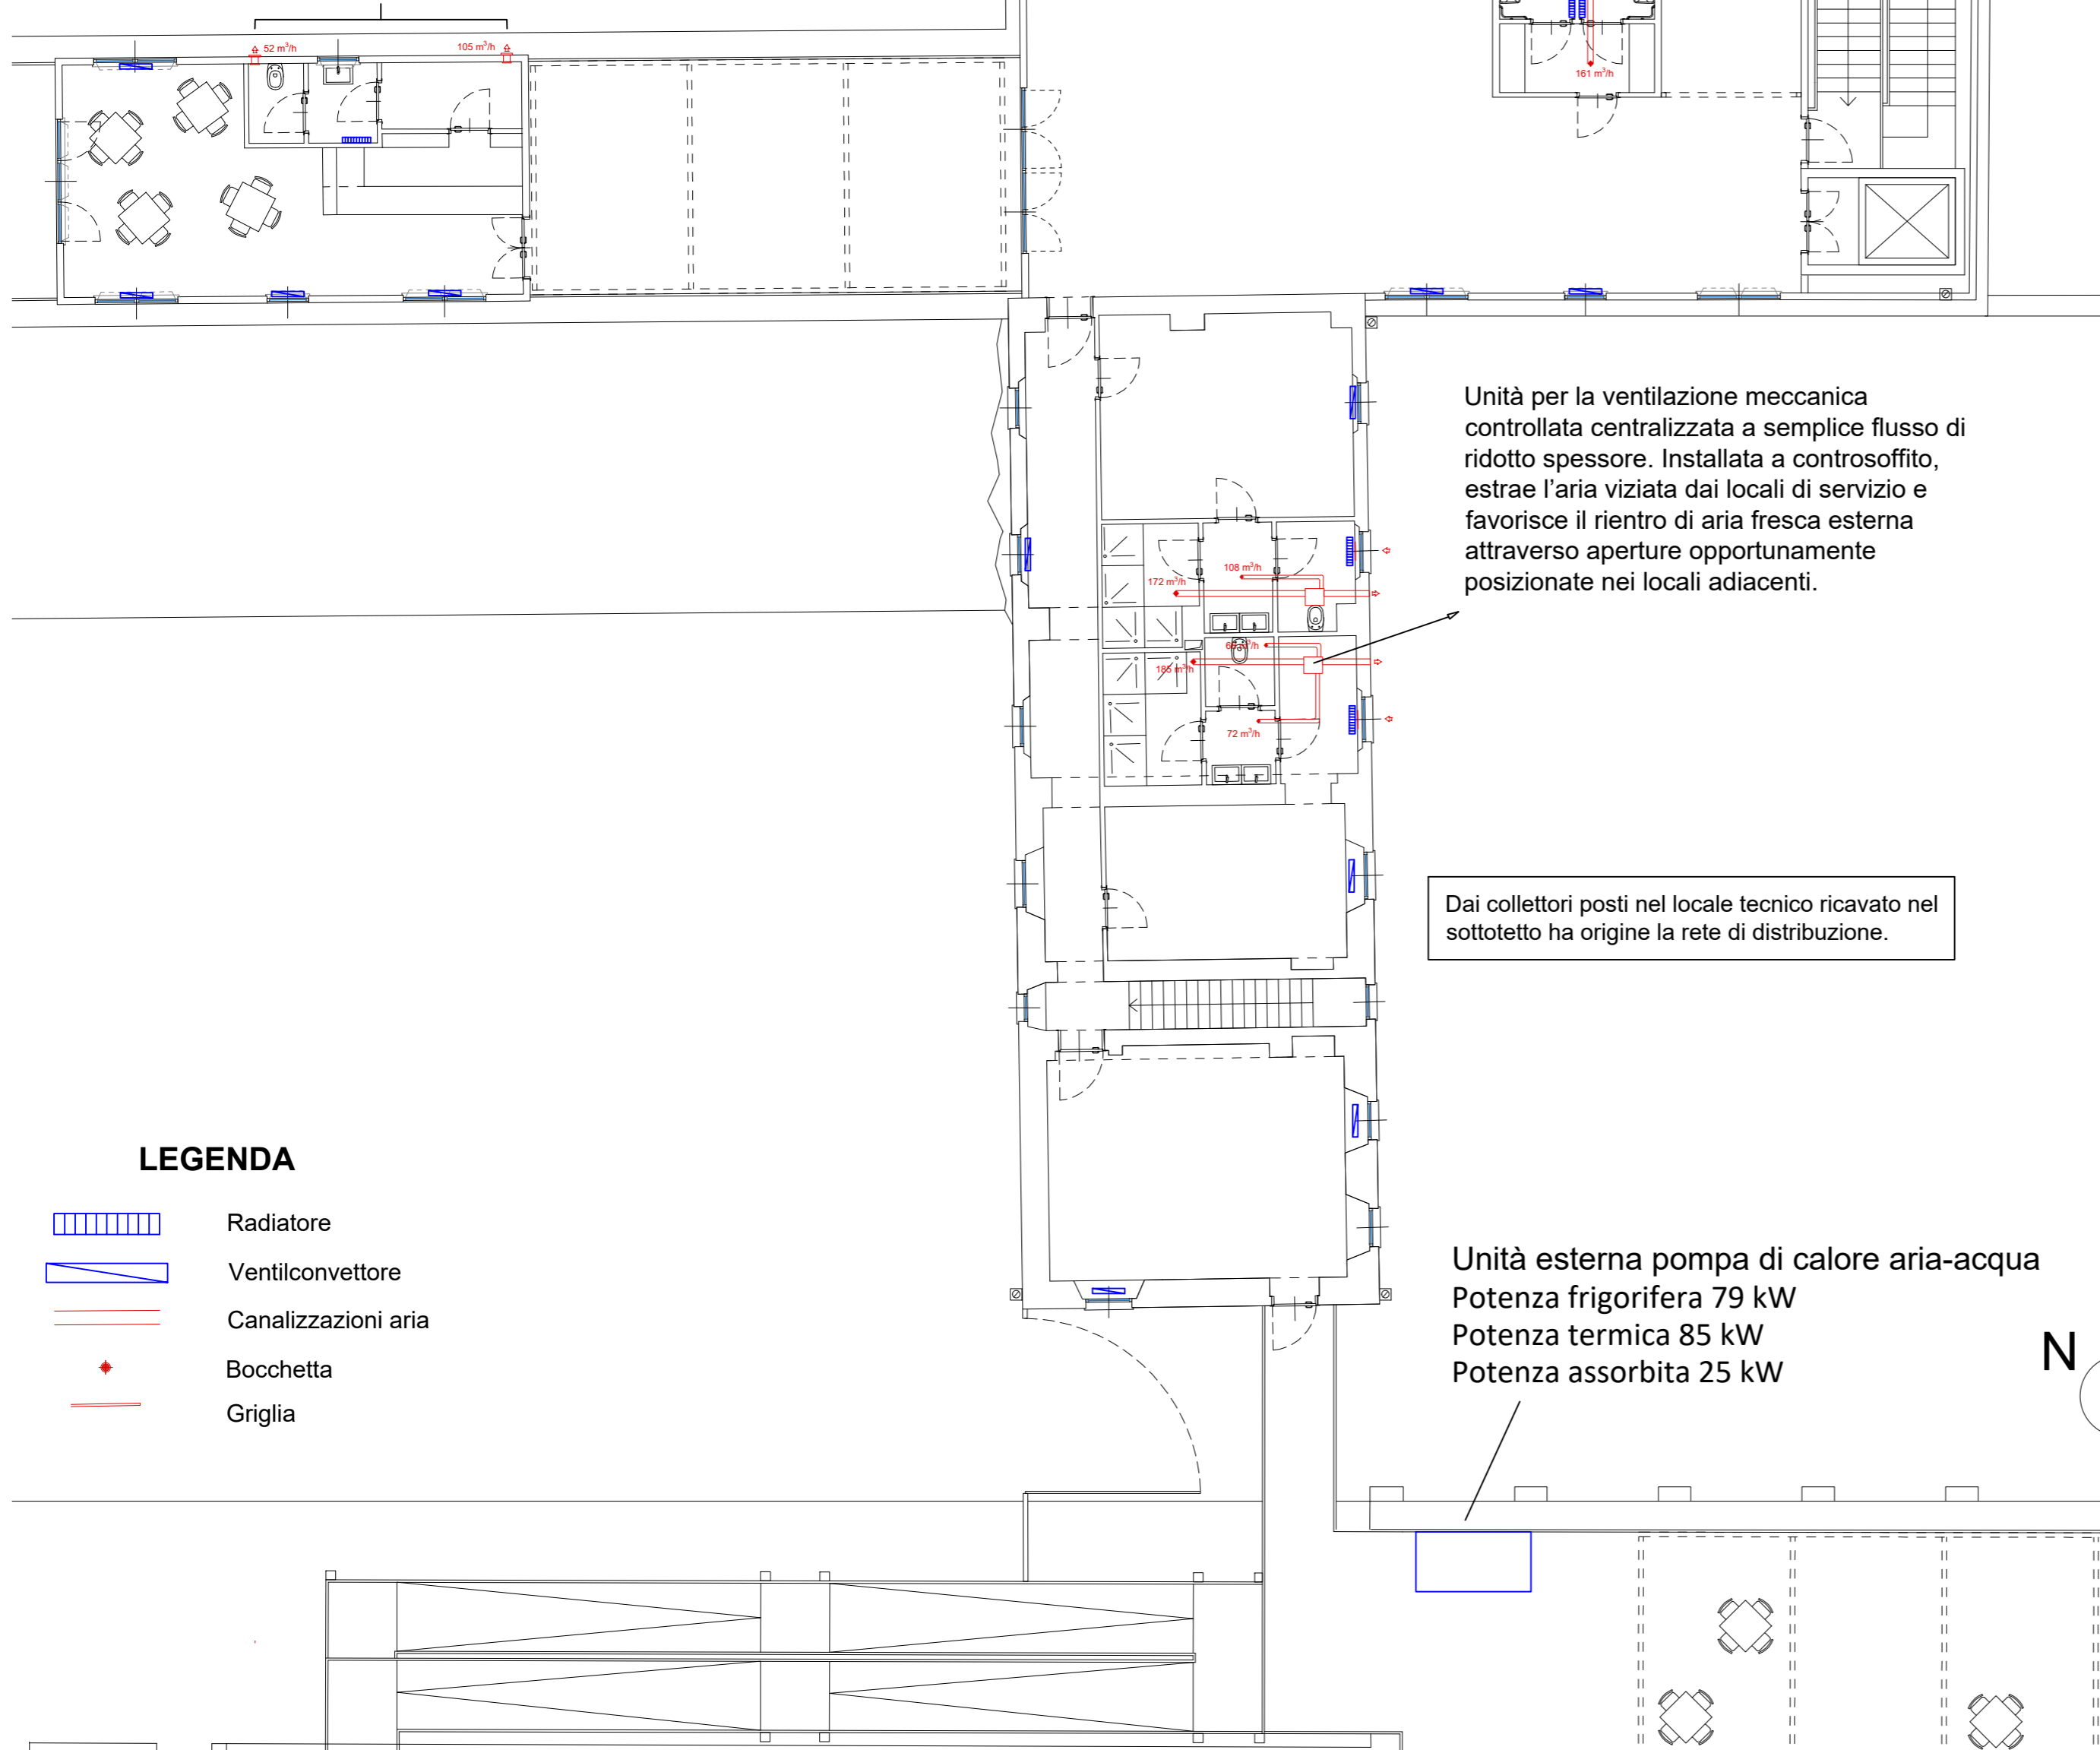 52 m³/h
105 m³/h
161 m³/h
Unità per la ventilazione meccanica
controllata centralizzata a semplice flusso di
ridotto spessore. Installata a controsoffito,
estrae l’aria viziata dai locali di servizio e
favorisce il rientro di aria fresca esterna
attraverso aperture opportunamente
posizionate nei locali adiacenti.
108 m³/h
172 m³/h
185 m³/h
72 m³/h
Dai collettori posti nel locale tecnico ricavato nel
sottotetto ha origine la rete di distribuzione.
LEGENDA
Radiatore
Ventilconvettore
Canalizzazioni aria
Bocchetta
Griglia
Unità esterna pompa di calore aria-acqua
Potenza frigorifera 79 kW
Potenza termica 85 kW
Potenza assorbita 25 kW
N